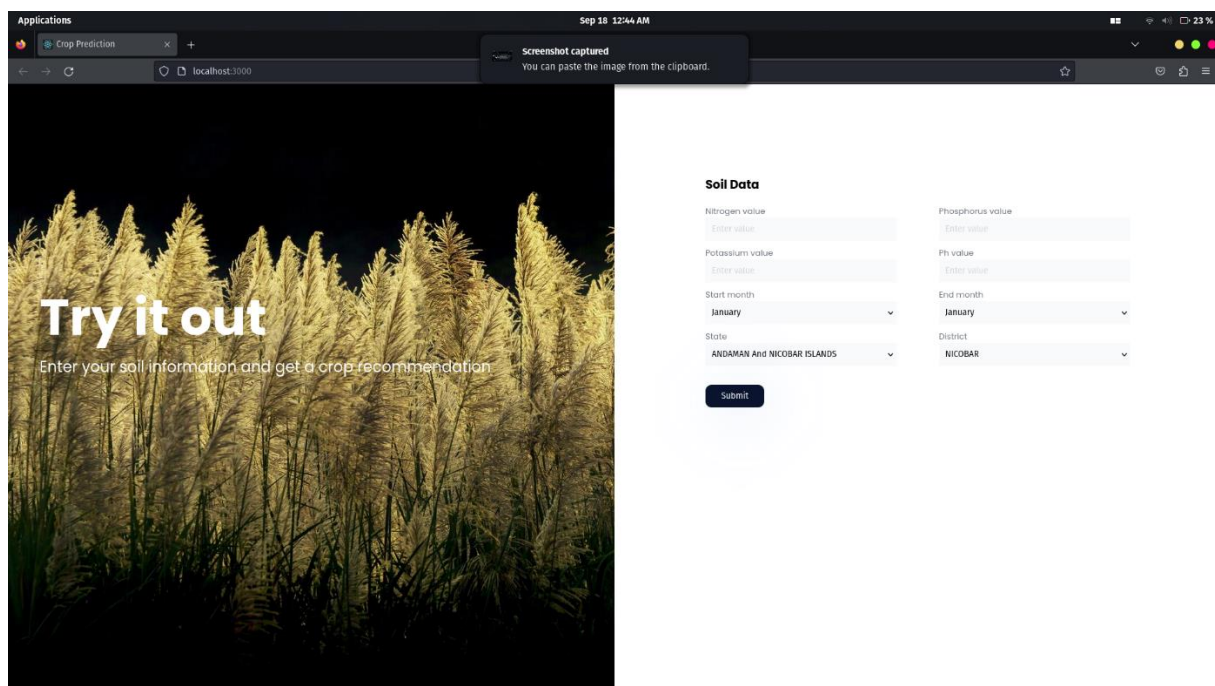 Applications
Sep 18 12:44 AM
23 %
Crop Prediction
Screenshot captured
You can paste the image from the clipboard.
localhost:3000
Try it out
Enter your soil information and get a crop recommendation
Soil Data
Nitrogen value
Phosphorus value
Enter value
Enter value
Potassium value
Ph value
Enter value
Enter value
Start month
End month
January
January
State
District
ANDAMAN And NICOBAR ISLANDS
NICOBAR
Submit